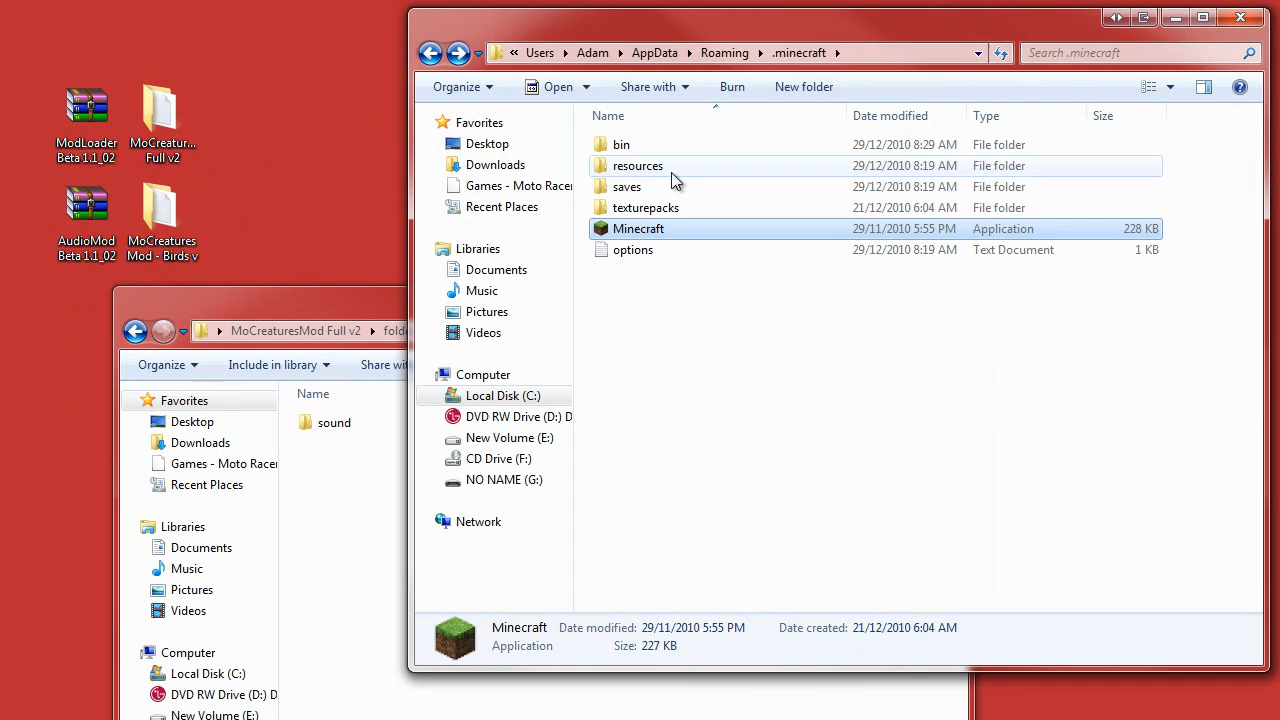 ModLoader
Beta 1.1_02
MoCreatur...
Full v2
AudioMod
Beta 1.1_02
MoCreatures
Mod - Birds v
« Users Adam AppData Roaming .minecraft
Search .minecraft
Organize Open Share with Burn New folder
Name Date modified Type Size
Favorites
Desktop
Downloads
Games - Moto Racer
Recent Places
Libraries
Documents
Music
Pictures
Videos
Computer
Local Disk (C:)
DVD RW Drive (D:) D
New Volume (E:)
CD Drive (F:)
NO NAME (G:)
Network
bin 29/12/2010 8:29 AM File folder
resources 29/12/2010 8:19 AM File folder
saves 29/12/2010 8:19 AM File folder
texturepacks 21/12/2010 6:04 AM File folder
Minecraft 29/11/2010 5:55 PM Application 228 KB
options 29/12/2010 8:19 AM Text Document 1 KB
Minecraft Date modified: 29/11/2010 5:55 PM Date created: 21/12/2010 6:04 AM
Application Size: 227 KB
MoCreaturesMod Full v2 folde
Organize Include in library Share wit
Name
Favorites
Desktop
Downloads
Games - Moto Racer
Recent Places
Libraries
Documents
Music
Pictures
Videos
Computer
Local Disk (C:)
DVD RW Drive (D:) D
New Volume (E:)
sound